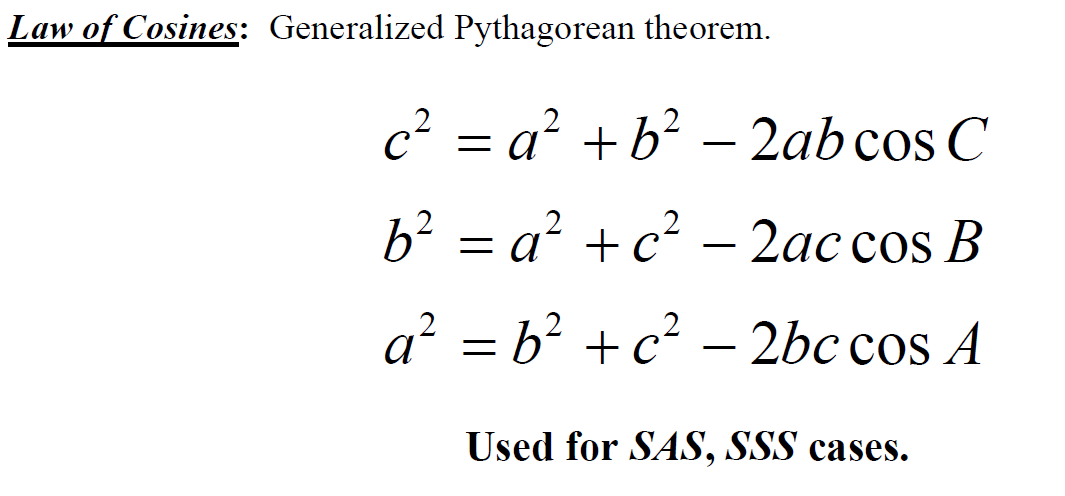 Law of Cosines: Generalized Pythagorean theorem.
c² = a² + b² – 2ab cos C
b² = a² + c² – 2ac cos B
a² = b² + c² – 2bc cos A
Used for SAS, SSS cases.